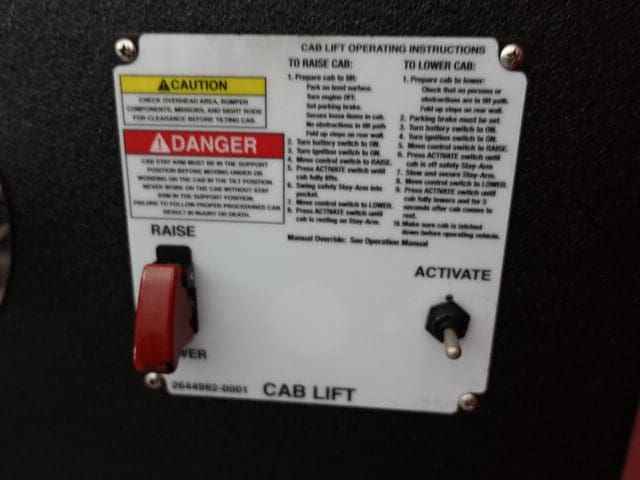 CAB LIFT OPERATING INSTRUCTIONS
CAUTION
CHECK OVERHEAD AREA, BUMPER
COMPONENTS, MIRRORS, AND SIGHT RODS
FOR CLEARANCE BEFORE TILTING CAB.
DANGER
CAB STAY ARM MUST BE IN THE SUPPORT
POSITION BEFORE MOVING UNDER OR
WORKING ON THE CAB IN THE TILT POSITION.
NEVER WORK ON THE CAB WITHOUT STAY
ARM IN THE SUPPORT POSITION.
FAILURE TO FOLLOW PROPER PROCEDURES CAN
RESULT IN INJURY OR DEATH.
TO RAISE CAB:
1. Prepare cab to tilt:
Park on level surface.
Turn engine OFF.
Set parking brake.
Secure loose items in cab.
No obstructions in tilt path
Fold up steps on rear wall.
2. Turn battery switch to ON.
3. Turn ignition switch to ON.
4. Move control switch to RAISE.
5. Press ACTIVATE switch until
cab fully lifts.
6. Swing safety Stay-Arm into
pocket.
7. Move control switch to LOWER.
8. Press ACTIVATE switch until
cab is resting on Stay-Arm.
Manual Override: See Operation Manual
TO LOWER CAB:
1. Prepare cab to lower:
Check that no persons or
obstructions are in tilt path.
Fold up steps on rear wall.
2. Parking brake must be set.
3. Turn battery switch to ON.
4. Turn ignition switch to ON.
5. Move control switch to RAISE.
6. Press ACTIVATE switch until
cab is off safety Stay-Arm
7. Stow and secure Stay-Arm.
8. Move control switch to LOWER.
9. Press ACTIVATE switch until
cab fully lowers and for 5
seconds after cab comes to
rest.
10. Make sure cab is latched
down before operating vehicle.
RAISE
ACTIVATE
WER
2644992-0001
CAB LIFT